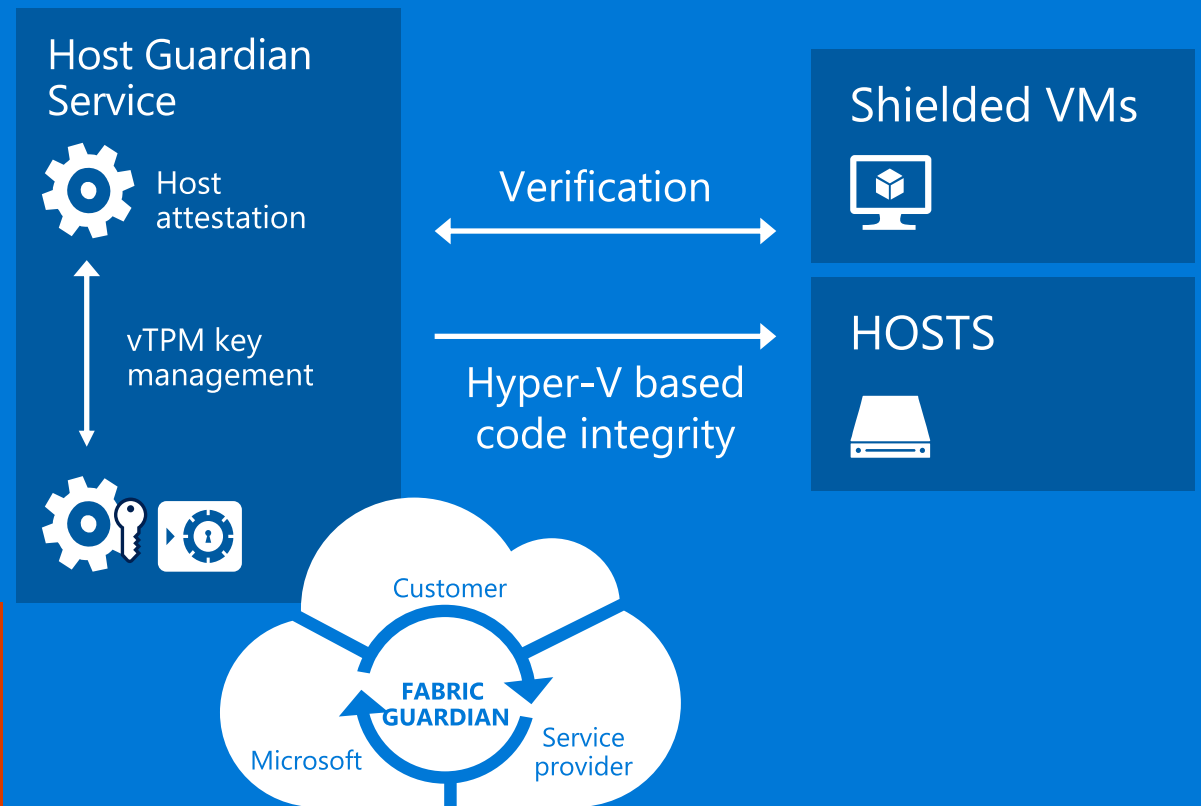 Host Guardian
Service
Host
attestation
vTPM key
management
Verification
Hyper-V based
code integrity
Shielded VMs
HOSTS
Customer
FABRIC
GUARDIAN
Microsoft
Service
provider